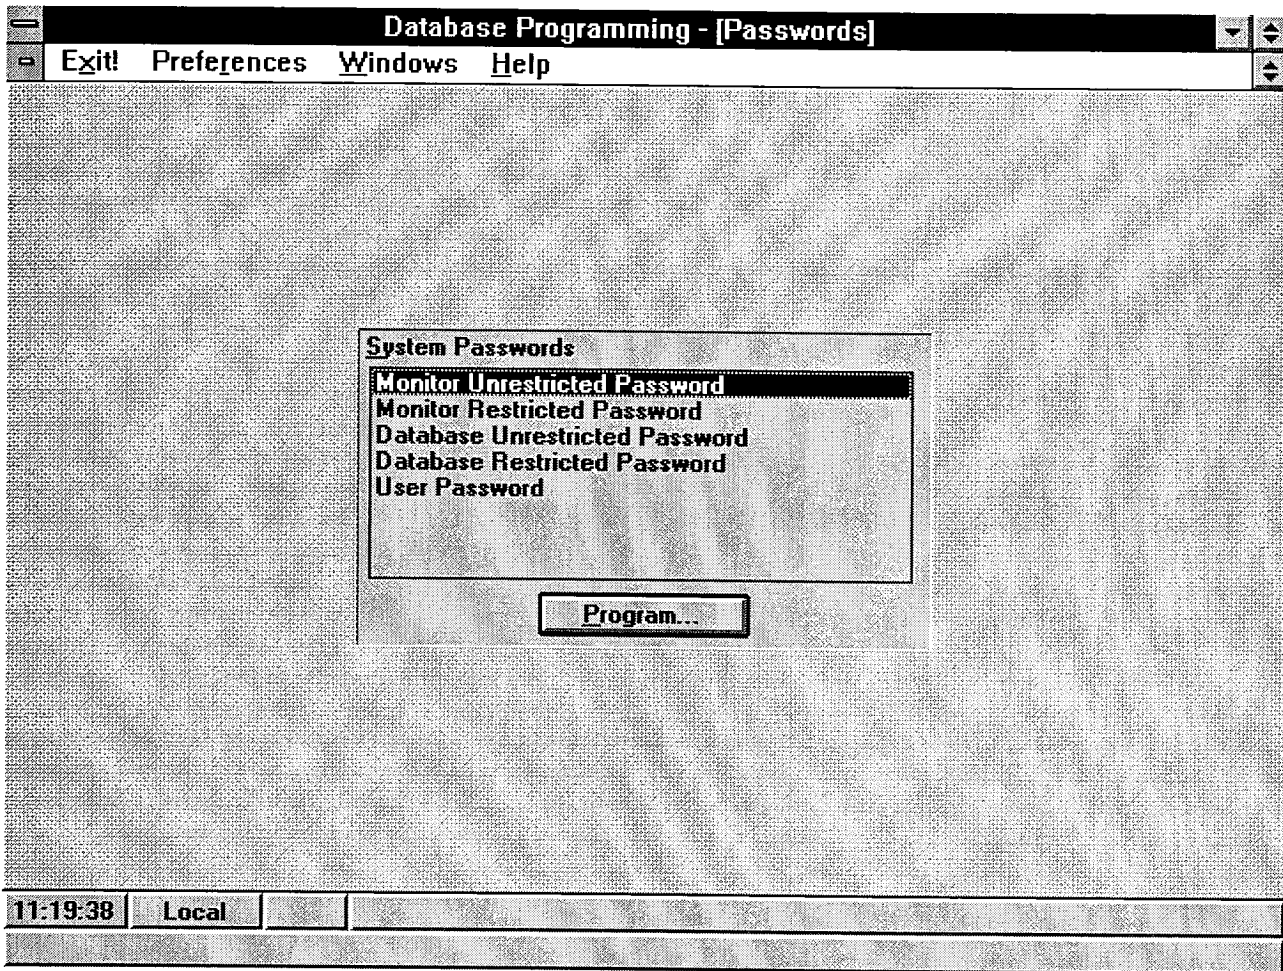 Database Programming - [Passwords]
Exit! Preferences Windows Help
System Passwords
Monitor Unrestricted Password
Monitor Restricted Password
Database Unrestricted Password
Database Restricted Password
User Password
Program...
11:19:38 Local